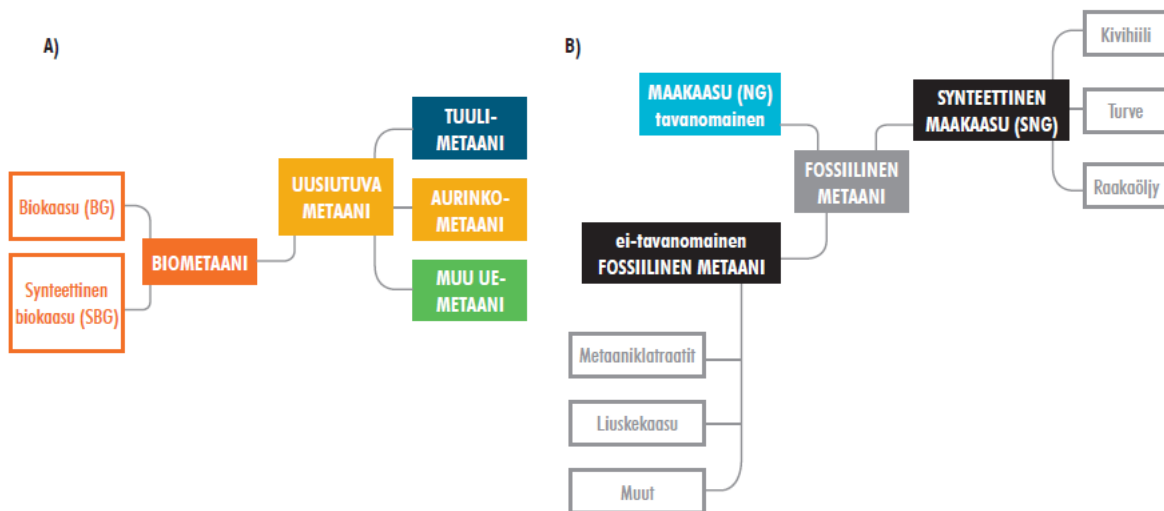 A)
TUULI-
METAANI
UUSIUTUVA
METAANI
AURINKO-
METAANI
Biokaasu (BG)
BIOMETAANI
MUU UE-
METAANI
Synteettinen
biokaasu (SBG)
B)
Kivihiili
MAAKAASU (NG)
tavanomainen
SYNTEETTINEN
MAAKAASU (SNG)
Turve
FOSSIILINEN
METAANI
Raakaöljy
ei-tavanomainen
FOSSIILINEN METAANI
Metaaniklatraatit
Liuskekaasu
Muut